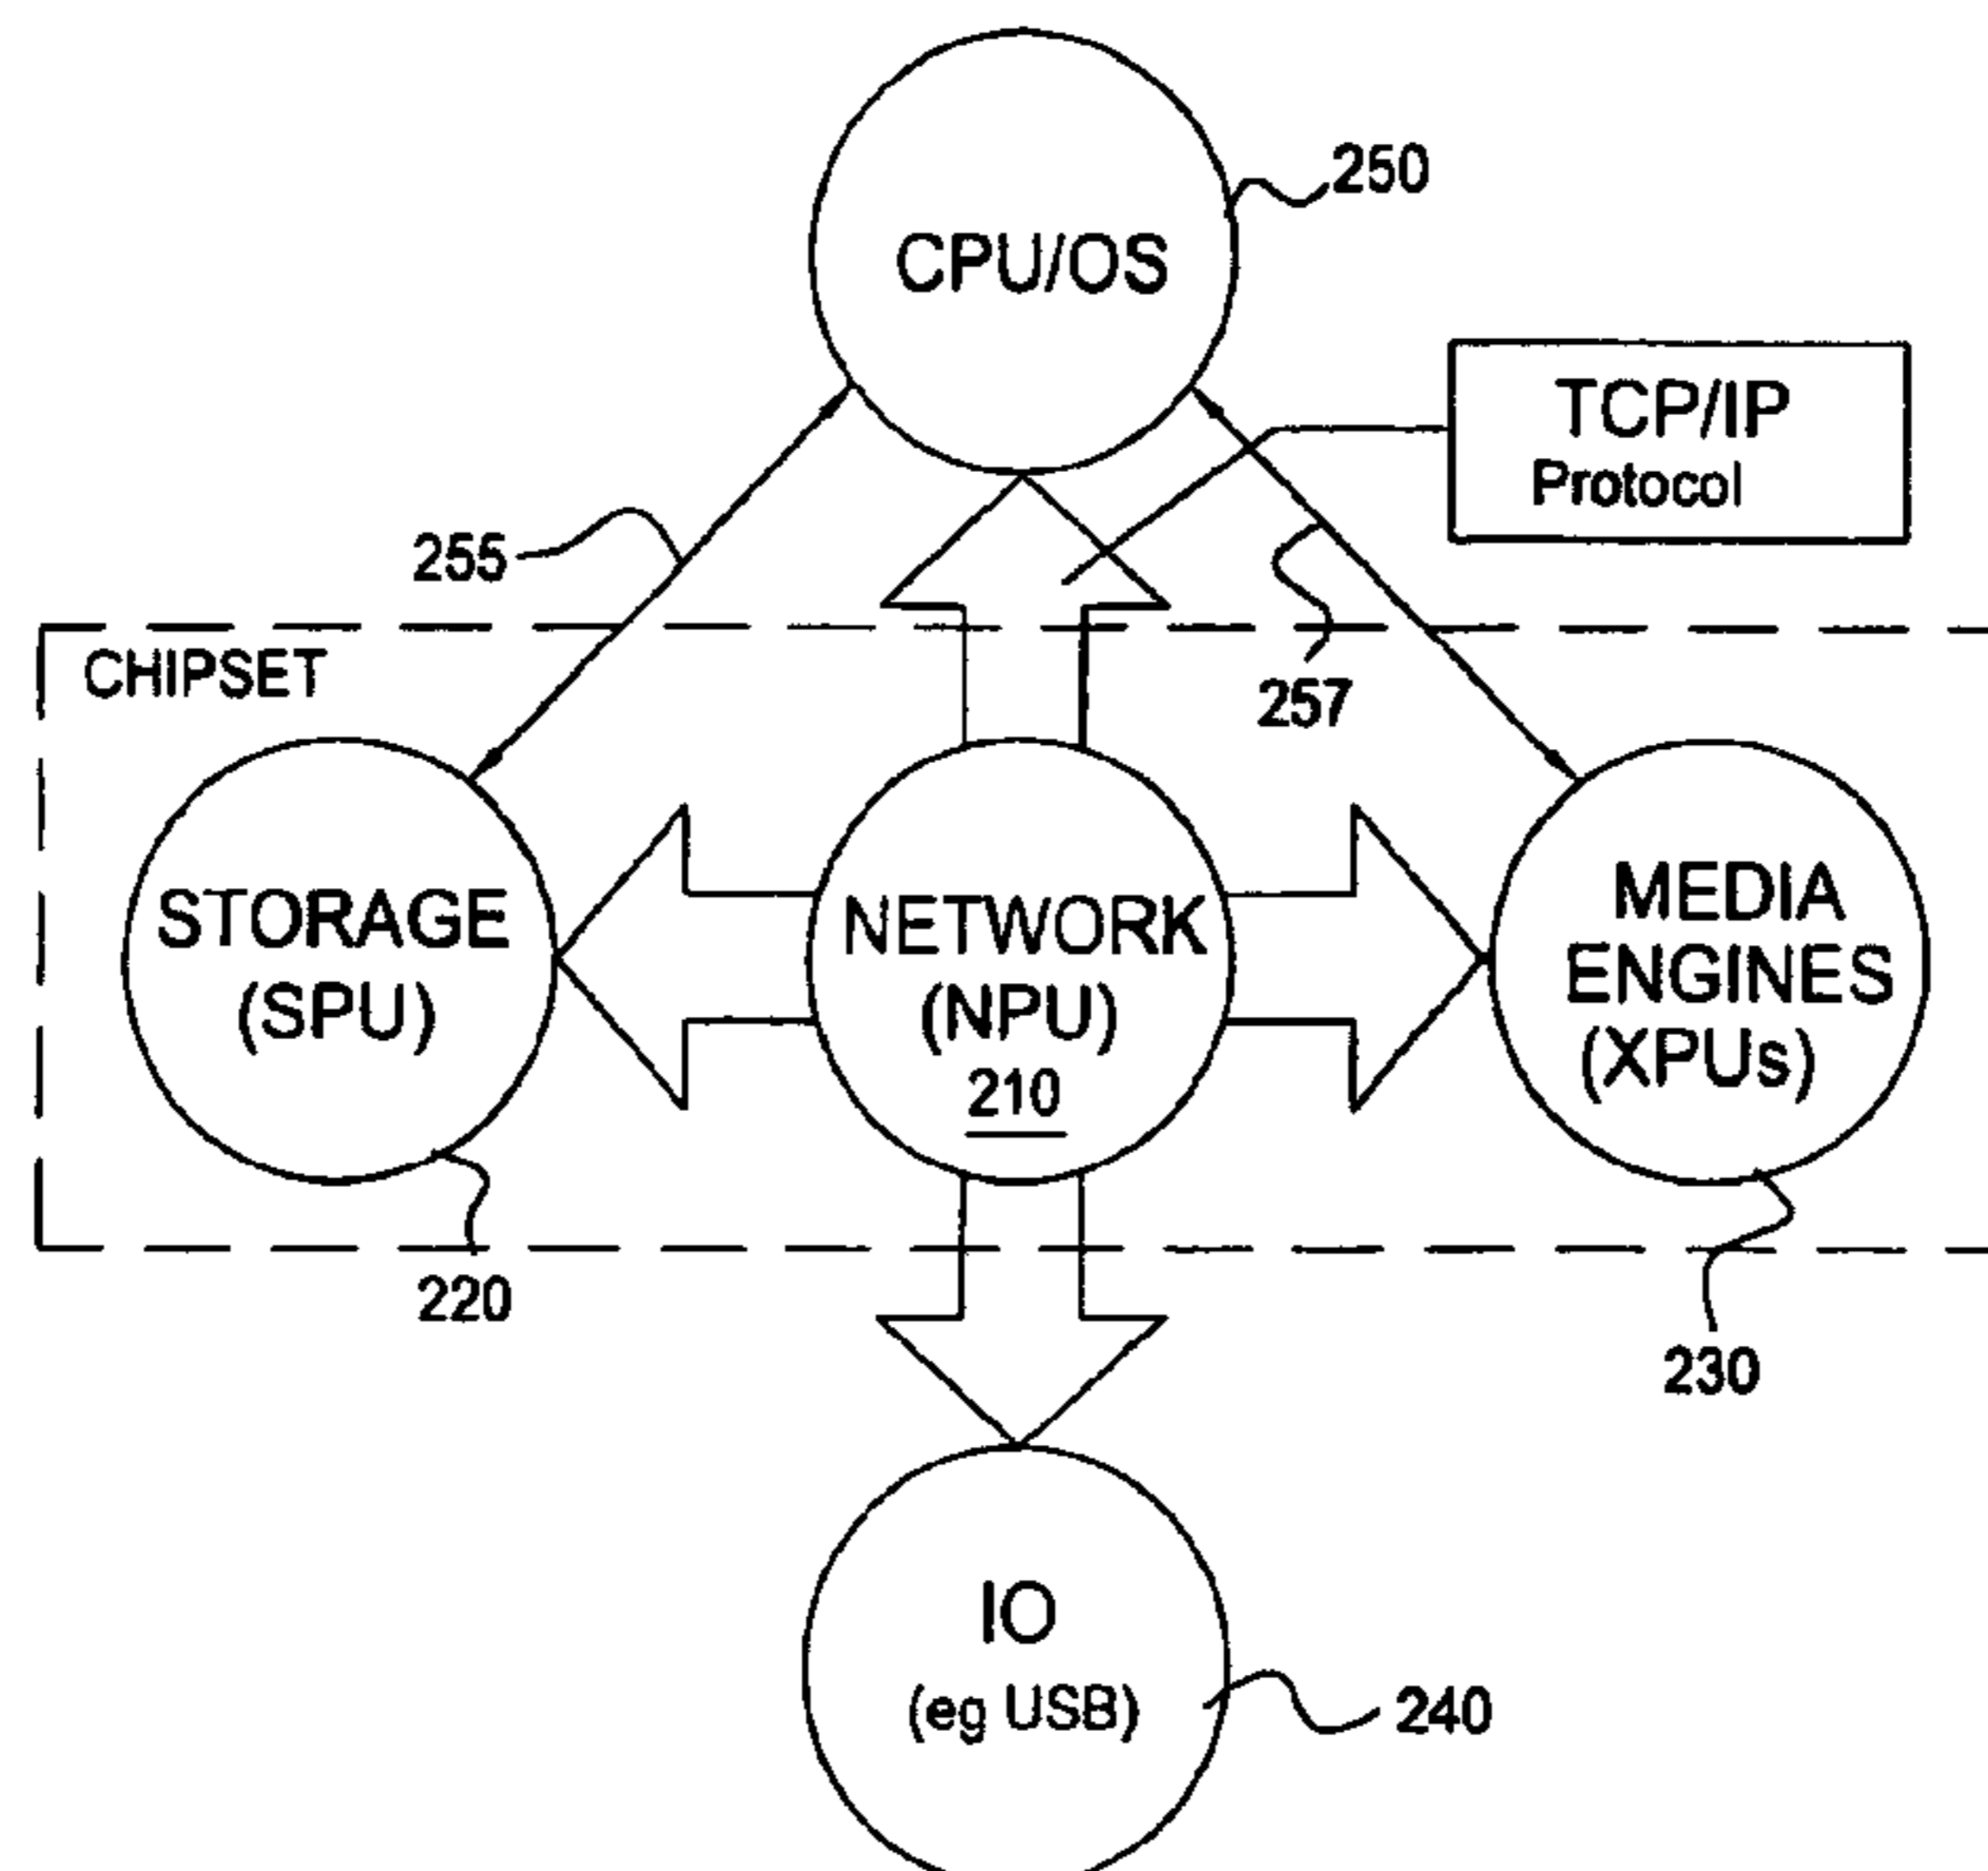 250
CPU/OS
TCP/IP
Protocol
255
CHIPSET
257
STORAGE
(SPU)
NETWORK
(NPU)
210
MEDIA
ENGINES
(XPUs)
220
230
IO
(eg USB)
240